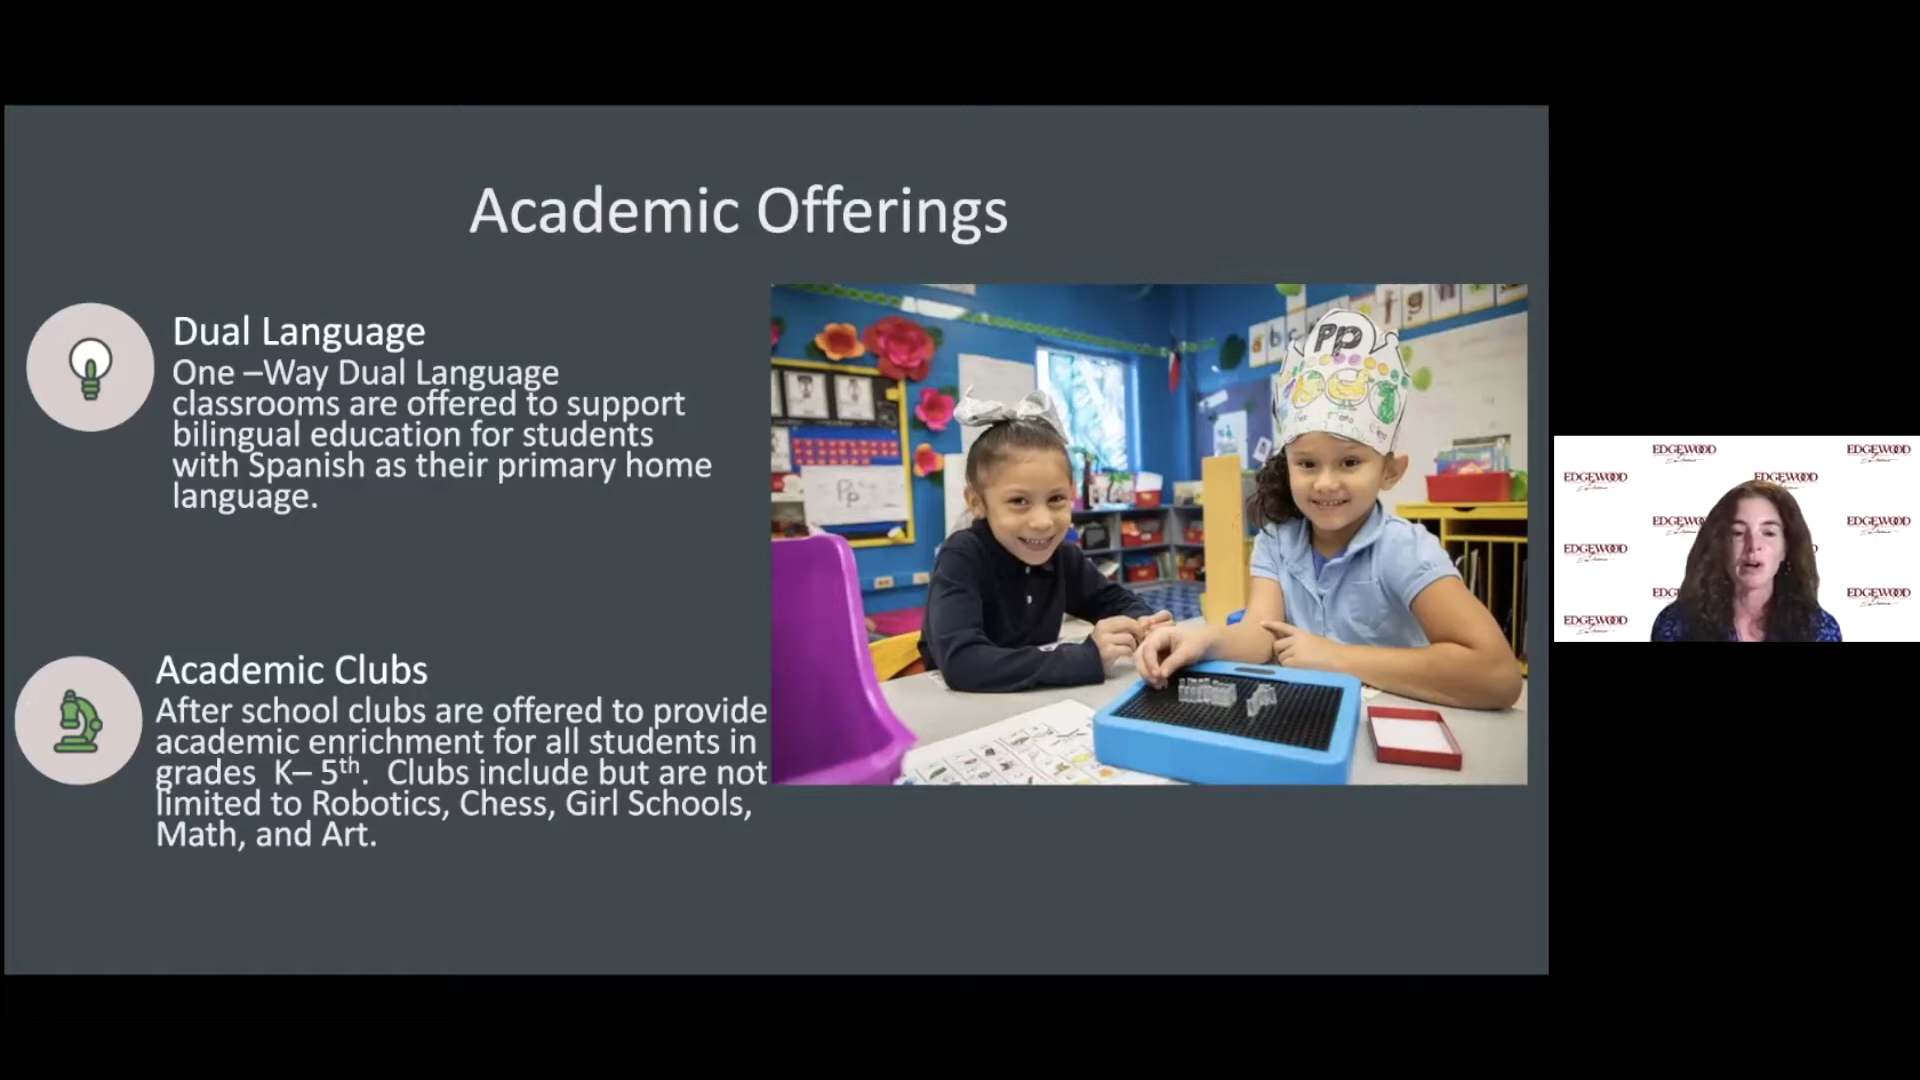 Academic Offerings
Dual Language
One –Way Dual Language
classrooms are offered to support
bilingual education for students
with Spanish as their primary home
language.
Academic Clubs
After school clubs are offered to provide
academic enrichment for all students in
grades  K– 5th.  Clubs include but are not
limited to Robotics, Chess, Girl Schools,
Math, and Art.
Pp
Pp
EDGEWOOD
EDGEWOOD
EDGEWOOD
EDGEWOOD
EDGEWOOD
EDGEWOOD
EDGEWOOD
EDGEWOOD